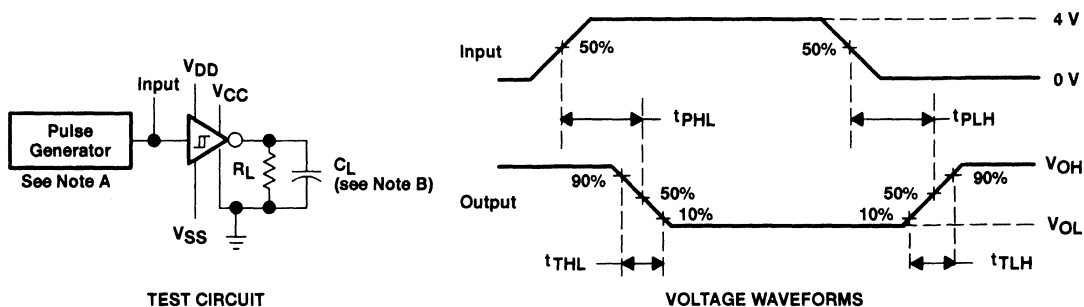 Input
VDD
VCC
Pulse
Generator
See Note A
RL
CL
(see Note B)
VSS
TEST CIRCUIT
Input
50%
50%
4 V
0 V
tPHL
tPLH
Output
90%
50%
10%
10%
50%
90%
VOH
VOL
tTHL
tTLH
VOLTAGE WAVEFORMS